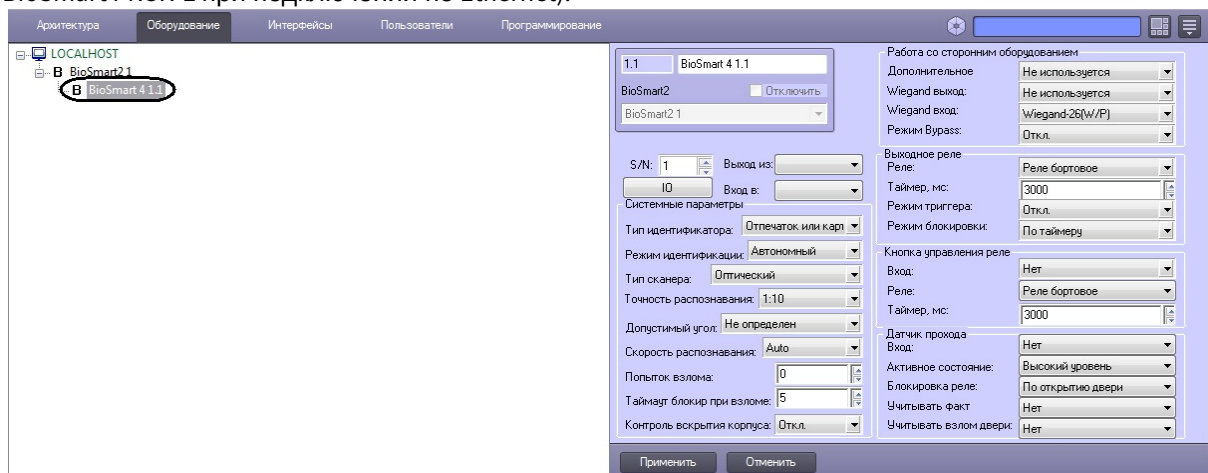 BioSmart PROX-E при подключении по Ethernet).
Архитектура Оборудование Интерфейсы Пользователи Программирование
LOCALHOST
B BioSmart2 1
B BioSmart 4 1.1
1.1 BioSmart 4 1.1
BioSmart2 Отключить
BioSmart2 1
S/N: 1 Выход из:
IO Вход в:
Системные параметры
Тип идентификатора: Отпечаток или карт
Режим идентификации: Автономный
Тип сканера: Оптический
Точность распознавания: 1:10
Допустимый угол: Не определен
Скорость распознавания: Auto
Попыток взлома: 0
Таймаут блокир при взломе: 5
Контроль вскрытия корпуса: Откл.
Работа со сторонним оборудованием
Дополнительное Не используется
Wiegand выход: Не используется
Wiegand вход: Wiegand-26(W/P)
Режим Bypass: Откл.
Выходное реле
Реле: Реле бортовое
Таймер, мс: 3000
Режим триггера: Откл.
Режим блокировки: По таймеру
Кнопка управления реле
Вход: Нет
Реле: Реле бортовое
Таймер, мс: 3000
Датчик прохода
Вход: Нет
Активное состояние: Высокий уровень
Блокировка реле: По открытию двери
Учитывать факт Нет
Учитывать взлом двери: Нет
Применить Отменить